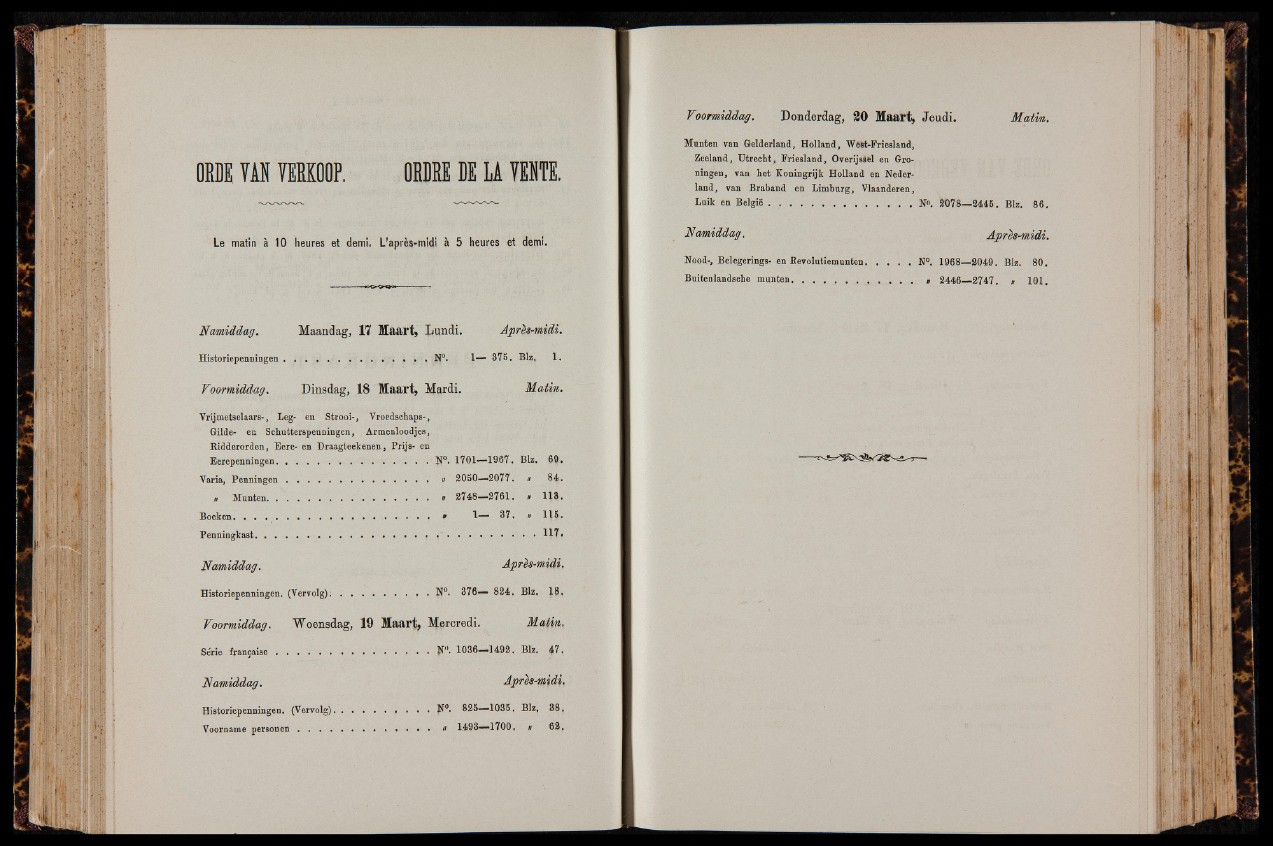 ORDE VAN VERKOOP. ORDRE DE LA VENTE.
Le matin à 10 heures et demi. L'après-midi à 5 heures et demi.
Namiddag. Maandag, 17 Maart, Lundi. Après-midi.
Historiepenningen . . . . . . . . . . . . . . N°. 1— 375. Blz. 1.
Voormiddag. Dinsdag, 18 Maart, Mardi. Matin.
Vrijmetselaars-, Leg- en Strooi-, Vroedschaps-,
Gilde- en Schutterspenningen, Armenloodjes,
Ridderorden, Eere- en Draagteekenen, Prijs- en
Eerepenningen. . . . . . . . . . . . . . . N°. 1701—1967. Blz. 69.
Varia, Penningen . . . . . . . . . . . . . . „ 2050—2077. „ 84.
„ Munten. . . . . . . . . . . . . . . . „ 2748—2761. „ 113.
Boeken. . . . . . . . . . . . . . . . . . . „ 1— 37. „ 115.
Penningkast. . . . . . . . . . . . . . . . . . . . . . . . . . . 117.
Namiddag. Après-midi.
Historiepenningen. (Vervolg). . . . . . . . . . N°. 376— 824. Blz. 18.
Voormiddag. Woensdag, 19 Maart, Mercredi. Matin.
Série française . . . . . . . . . . . . . . . N°. 1036—1492. Blz. 47.
Namiddag. Après-midi.
Historiepenningen. (Vervolg). . . . . . . . . . N°. 825—1035. Blz. 38.
Voorname personen . . . . . . . . . . . . . „ 1493—1700. „ 62.
Voormiddag. Donderdag, 20 Maart, Jeudi. Matin.
Munten van Gelderland, Holland, West-Friesland,
Zeeland, Utrecht, Friesland, Overijssel en Gro-
ningen, van het Koningrijk Holland en Neder-
land, van Braband en Limburg, Vlaanderen,
Luik en België . . . . . . . . . . . . . . N°. 2078—2445. Blz. 86.
Namiddag. Après-midi.
Nood-, Belegerings- en Revolutiemunten. . . . . N°. 1968—2049. Blz. 80.
Buitenlandsche munten. . . . . . . . . . . . „ 2446—2747. „ 101.